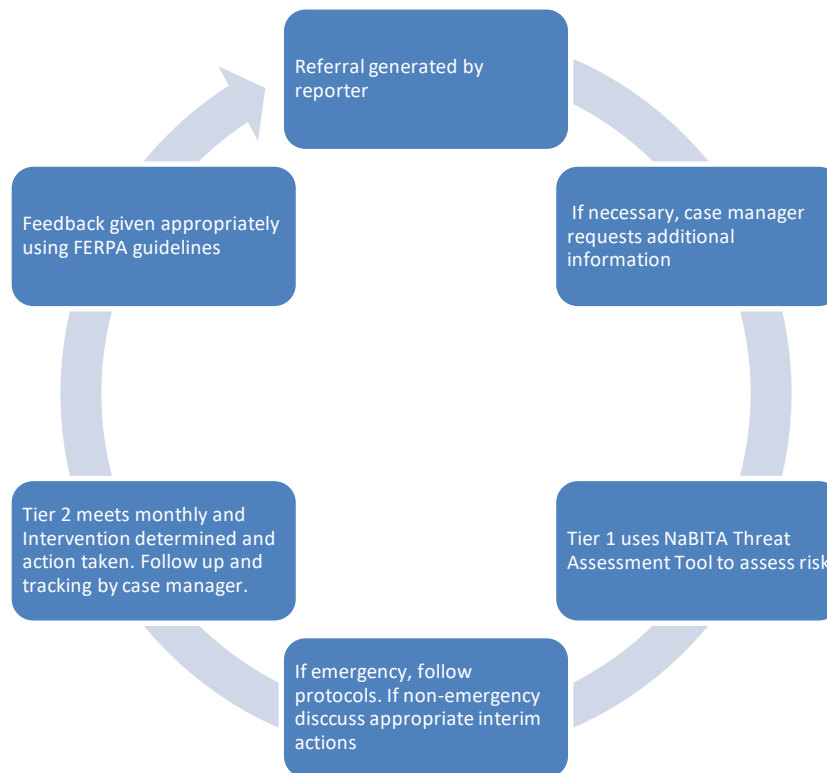 Referral generated by
reporter
If necessary, case manager
requests additional
information
Tier 1 uses NaBITA Threat
Assessment Tool to assess risk
If emergency, follow
protocols. If non-emergency
disccuss appropriate interim
actions
Tier 2 meets monthly and
Intervention determined and
action taken. Follow up and
tracking by case manager.
Feedback given appropriately
using FERPA guidelines